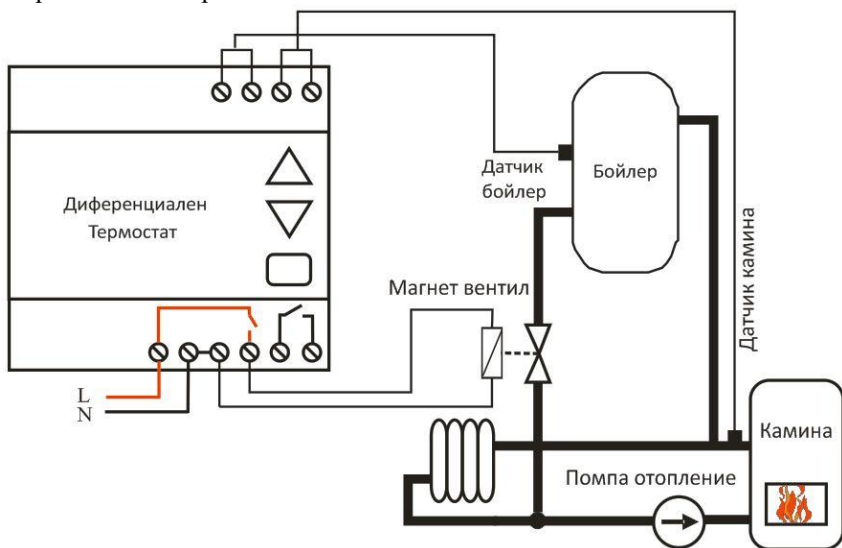 Датчик
бойлер
Бойлер
Диференциален
Термостат
Датчик камина
Магнет вентил
L
N
Камина
Помпа отопление